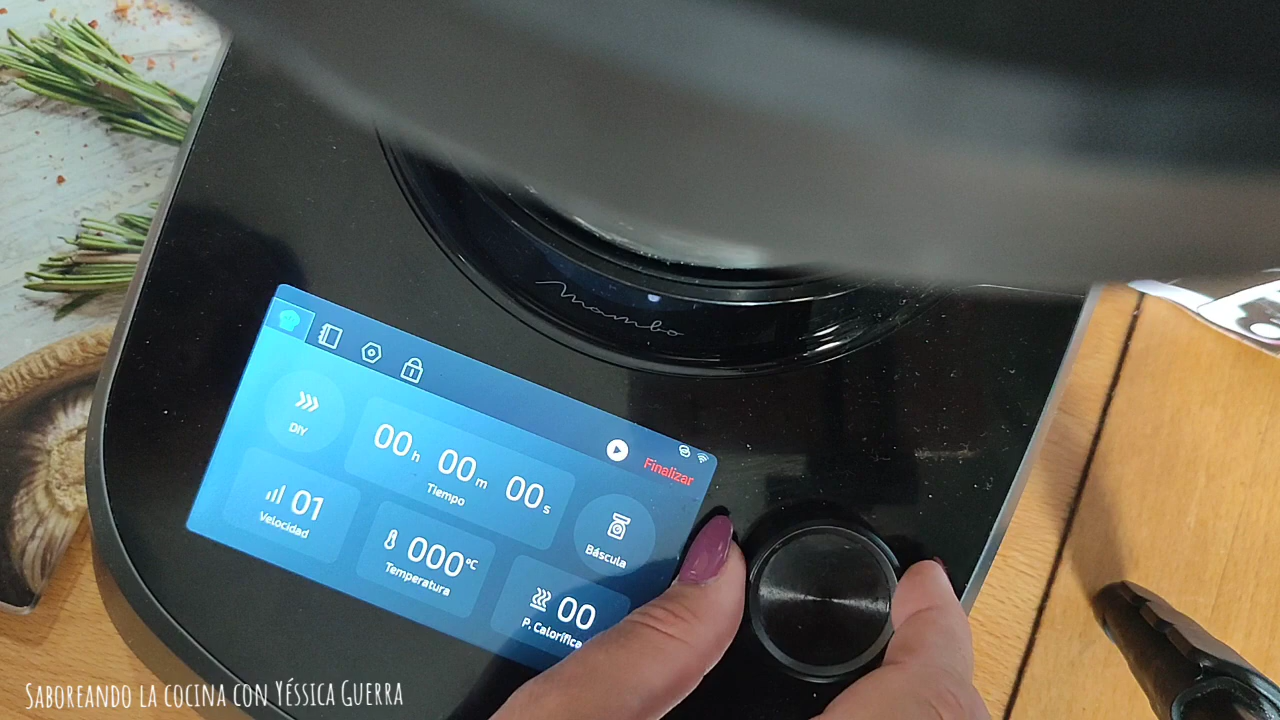 Mambo
Finalizar
DIY
00h 00m 00s
Tiempo
Báscula
01
Velocidad
000°C
Temperatura
00
P. Calorífica
Saboreando la cocina con Yéssica Guerra